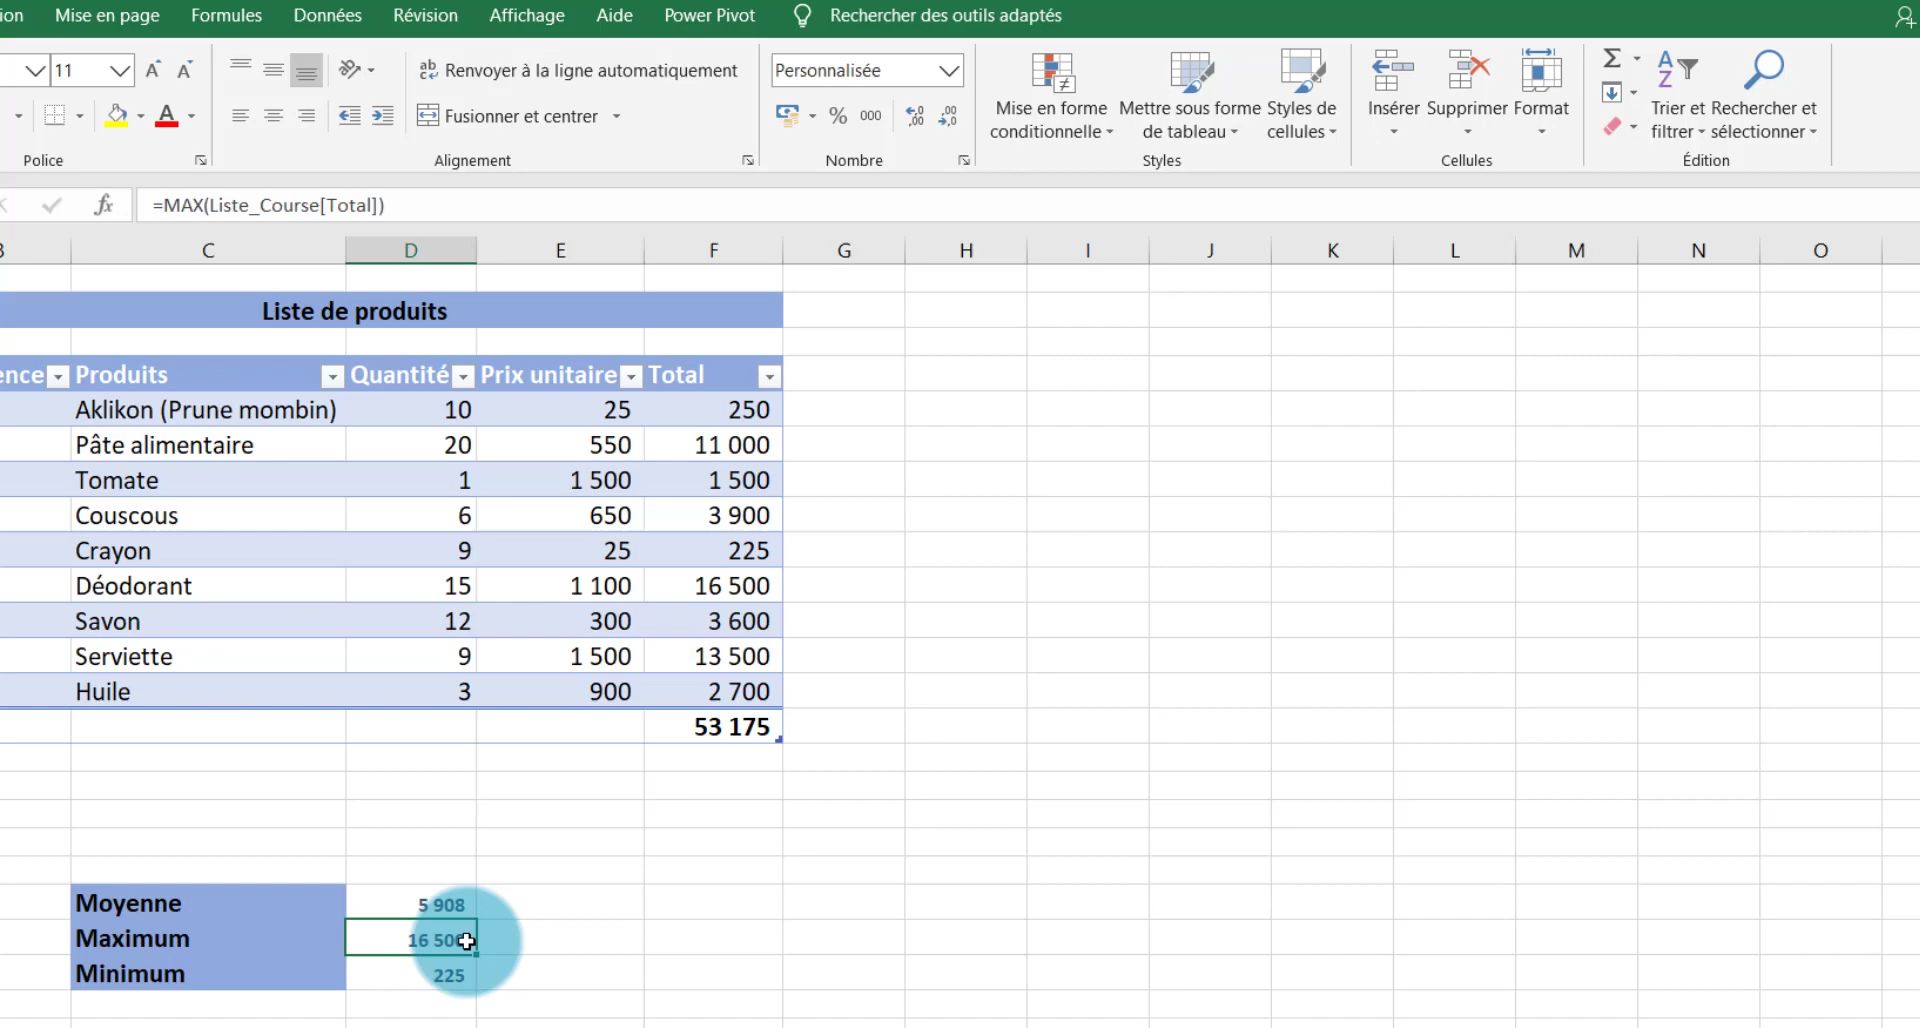 ion Mise en page Formules Données Révision Affichage Aide Power Pivot Rechercher des outils adaptés
11 A A ab Renvoyer à la ligne automatiquement Personnalisée
A Fusionner et centrer % 000 Mise en forme conditionnelle Mettre sous forme de tableau Styles de cellules Insérer Supprimer Format Trier et filtrer Rechercher et sélectionner
Police Alignement Nombre Styles Cellules Édition
fx =MAX(Liste_Course[Total])
B C D E F G H I J K L M N O
Liste de produits
ence Produits Quantité Prix unitaire Total
Aklikon (Prune mombin) 10 25 250
Pâte alimentaire 20 550 11 000
Tomate 1 1 500 1 500
Couscous 6 650 3 900
Crayon 9 25 225
Déodorant 15 1 100 16 500
Savon 12 300 3 600
Serviette 9 1 500 13 500
Huile 3 900 2 700
53 175
Moyenne 5 908
Maximum 16 500
Minimum 225